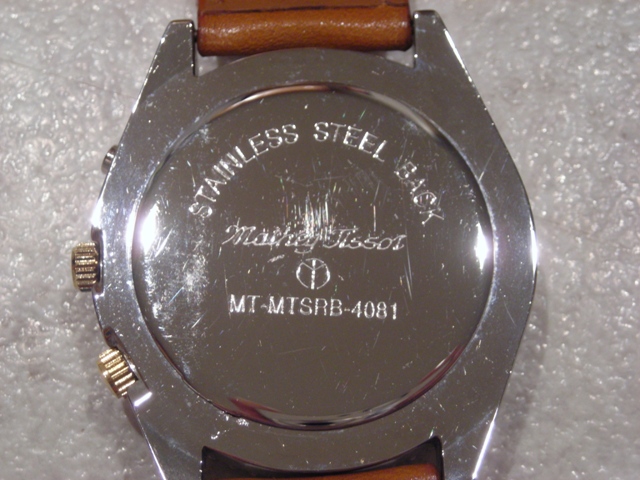 STAINLESS STEEL BACK
Mathey-Tissot
MT-MTSRB-4081